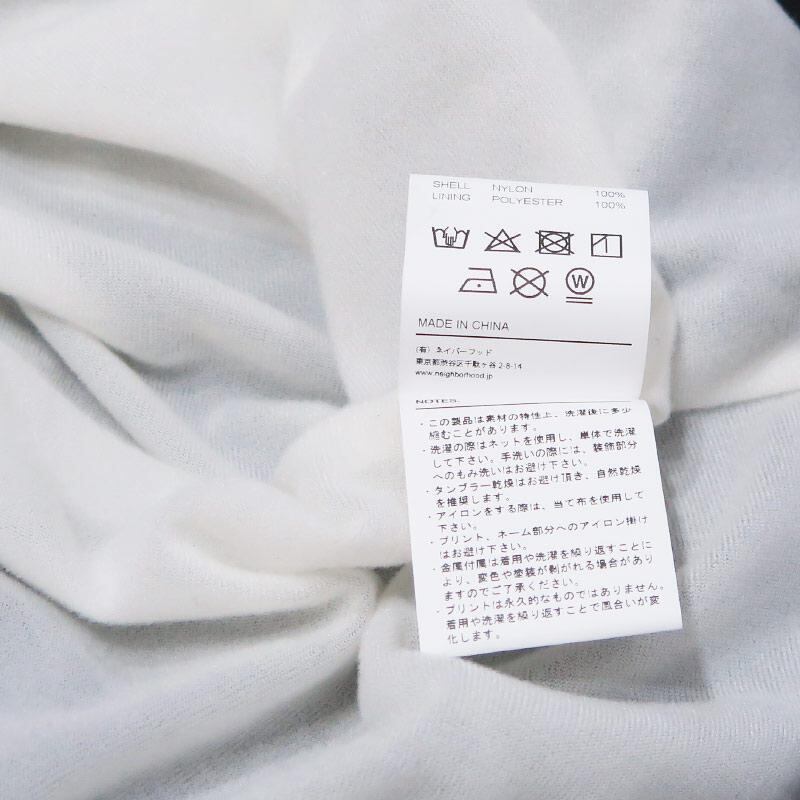 SHELL NYLON 100%
LINING POLYESTER 100%
W
MADE IN CHINA
(有) ネイバーフッド
東京都渋谷区千駄ヶ谷2-8-14
www.neighborhood.jp
NOTES:
・この製品は素材の特性上、洗濯後に多少
縮むことがあります。
・洗濯の際はネットを使用し、単体で洗濯
して下さい。手洗いの際には、装飾部分
へのもみ洗いはお避け下さい。
・タンブラー乾燥はお避け頂き、自然乾燥
を推奨します。
・アイロンをする際は、当て布を使用して
下さい。
・プリント、ネーム部分へのアイロン掛け
はお避け下さい。
・金属付属は着用や洗濯を繰り返すことに
より、変色や塗装が剝がれる場合があり
ますのでご了承ください。
・プリントは永久的なものではありません。
着用や洗濯を繰り返すことで風合いが変
化します。